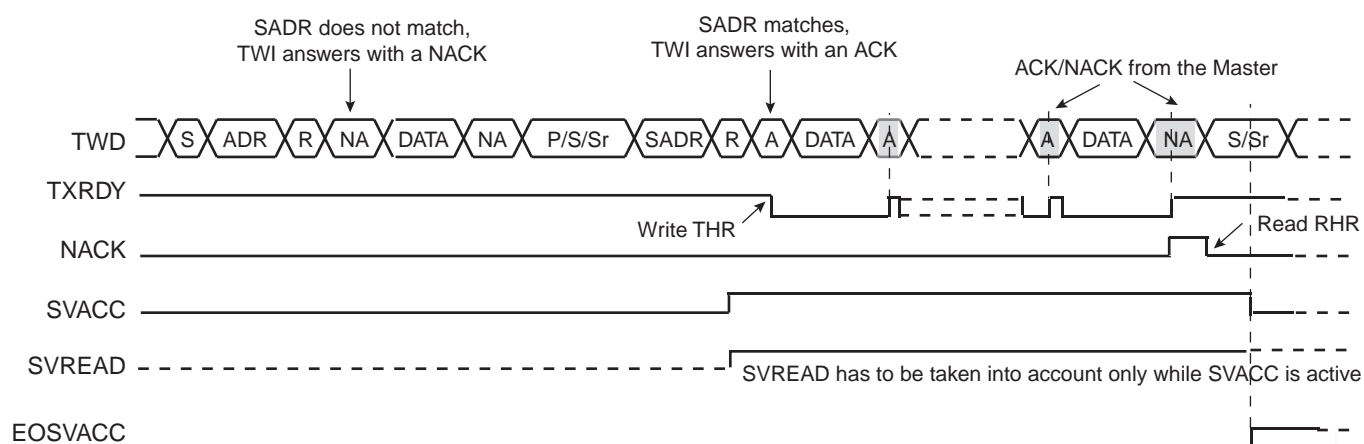 SADR does not match,
TWI answers with a NACK
SADR matches,
TWI answers with an ACK
ACK/NACK from the Master
TWD S ADR R NA DATA NA P/S/Sr SADR R A DATA A A DATA NA S/Sr
TXRDY
Write THR
Read RHR
NACK
SVACC
SVREAD
SVREAD has to be taken into account only while SVACC is active
EOSVACC